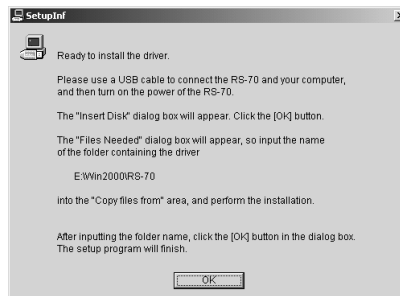 SetupInf
Ready to install the driver.
Please use a USB cable to connect the RS-70 and your computer,
and then turn on the power of the RS-70.
The "Insert Disk" dialog box will appear. Click the [OK] button.
The "Files Needed" dialog box will appear, so input the name
of the folder containing the driver
E:\Win2000\RS-70
into the "Copy files from" area, and perform the installation.
After inputting the folder name, click the [OK] button in the dialog box.
The setup program will finish.
OK